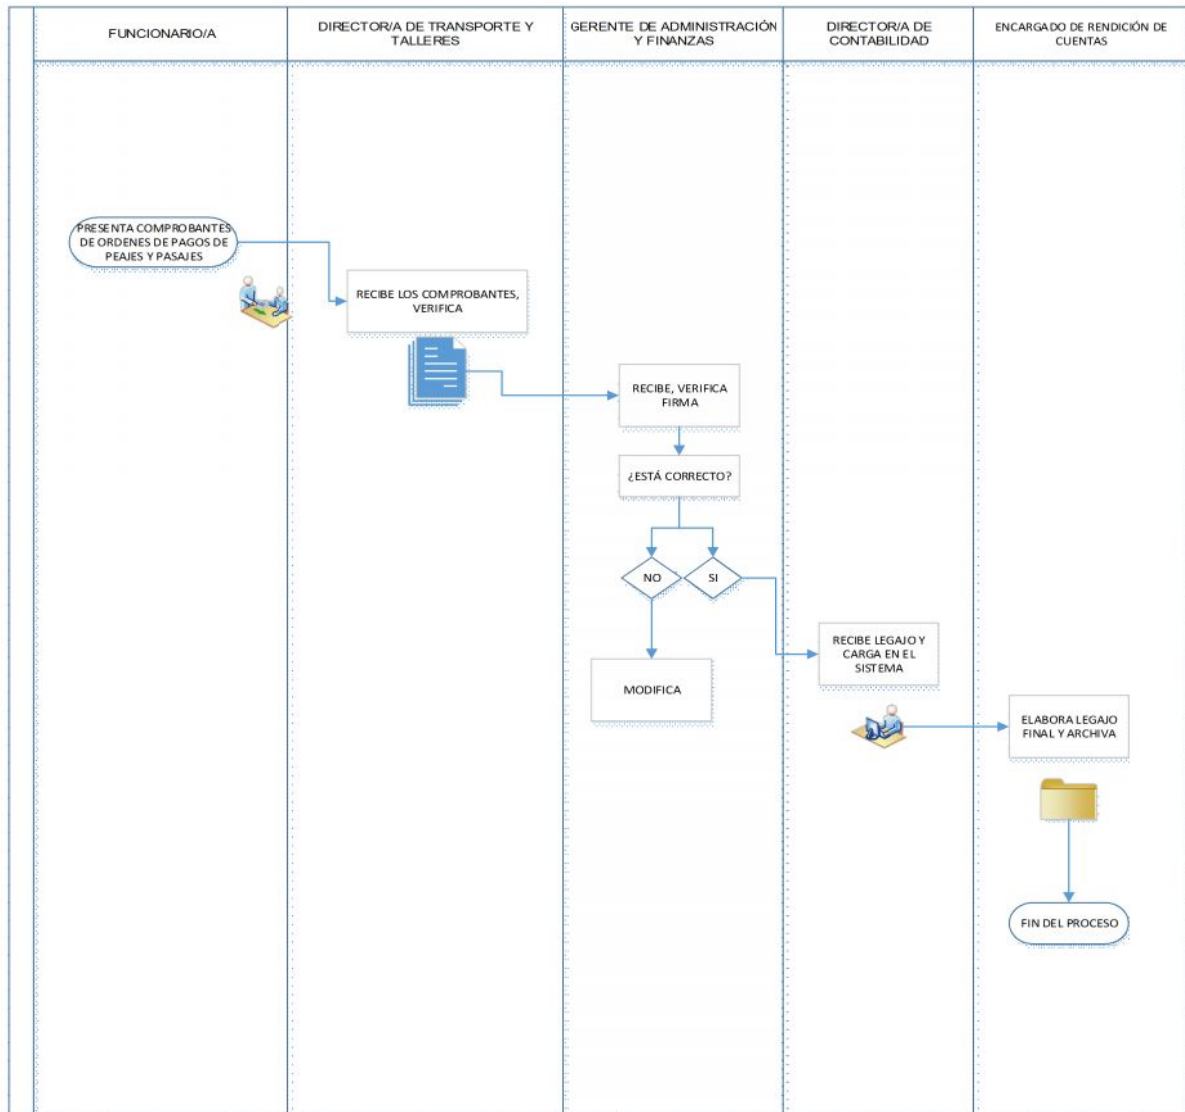 FUNCIONARIO/A
DIRECTOR/A DE TRANSPORTE Y
TALLERES
GERENTE DE ADMINISTRACIÓN
Y FINANZAS
DIRECTOR/A DE
CONTABILIDAD
ENCARGADO DE RENDICIÓN DE
CUENTAS
PRESENTA COMPROBANTES
DE ORDENES DE PAGOS DE
PEAJES Y PASAJES
RECIBE LOS COMPROBANTES,
VERIFICA
RECIBE, VERIFICA
FIRMA
¿ESTÁ CORRECTO?
NO
SI
RECIBE LEGAJO Y
CARGA EN EL
SISTEMA
MODIFICA
ELABORA LEGAJO
FINAL Y ARCHIVA
FIN DEL PROCESO